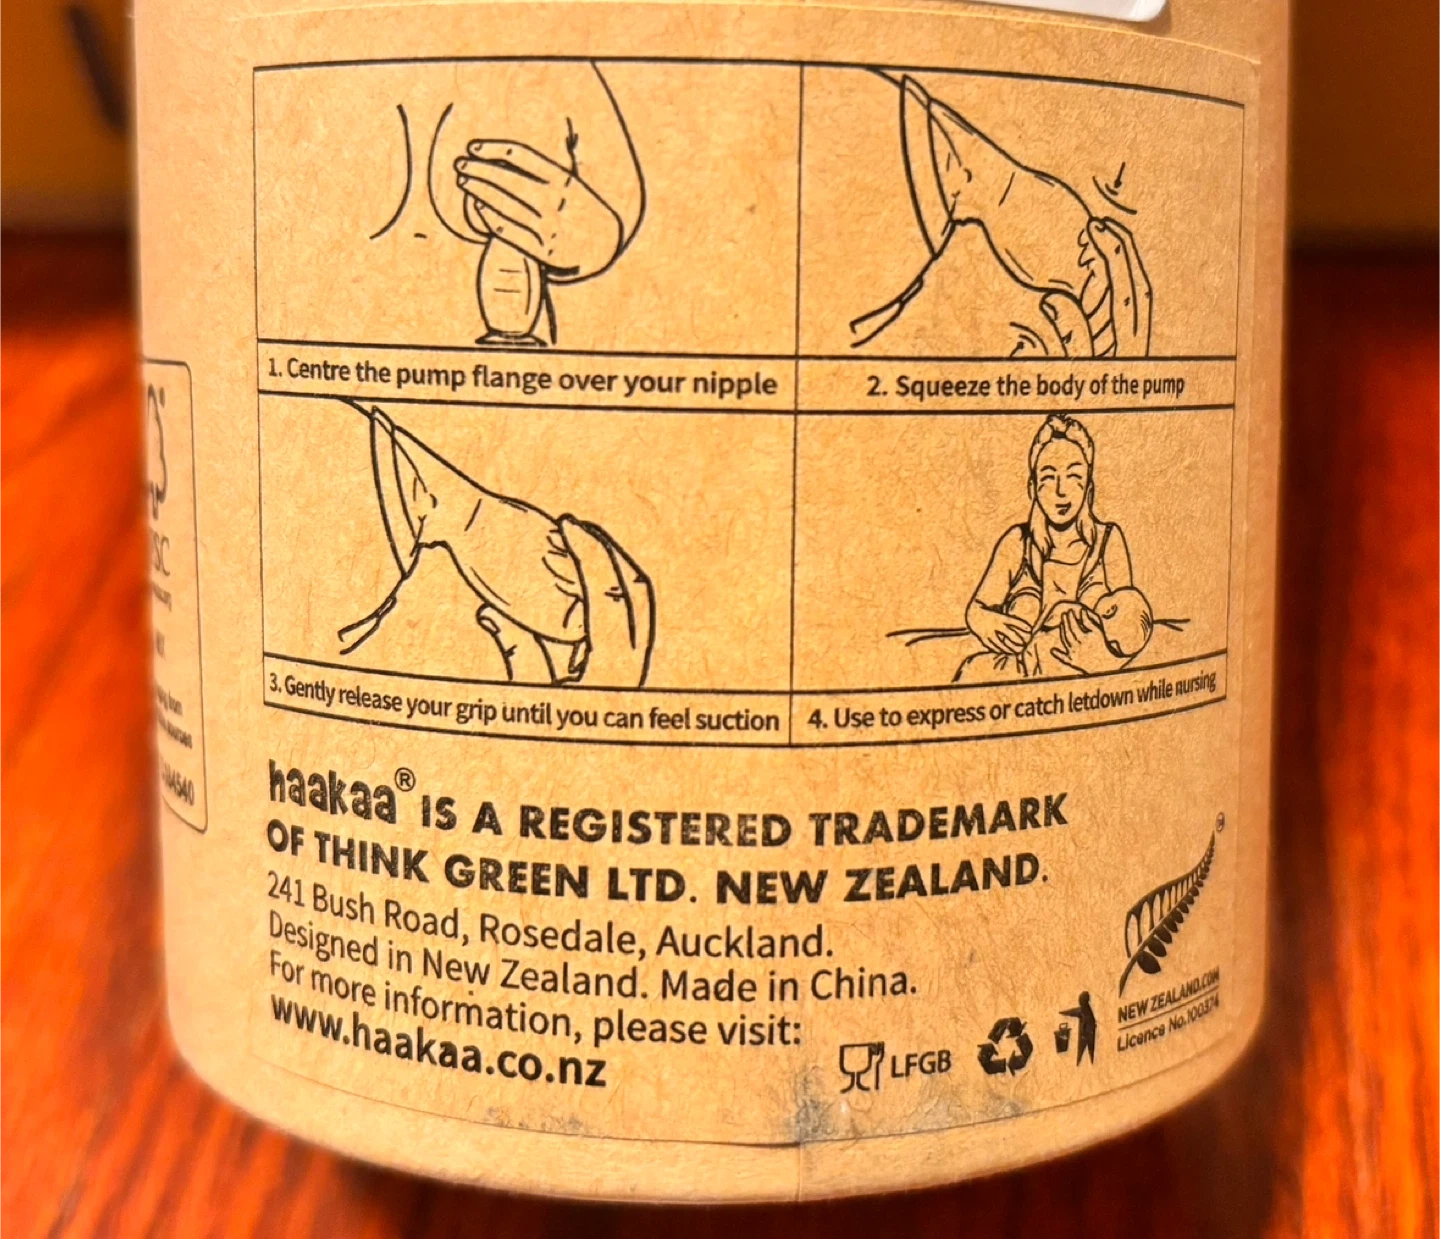 1. Centre the pump flange over your nipple
2. Squeeze the body of the pump
3. Gently release your grip until you can feel suction
4. Use to express or catch letdown while nursing
haakaa® IS A REGISTERED TRADEMARK
OF THINK GREEN LTD. NEW ZEALAND.
241 Bush Road, Rosedale, Auckland.
Designed in New Zealand. Made in China.
For more information, please visit:
www.haakaa.co.nz
LFGB
NEWZEALAND.COM
Licence No.100374